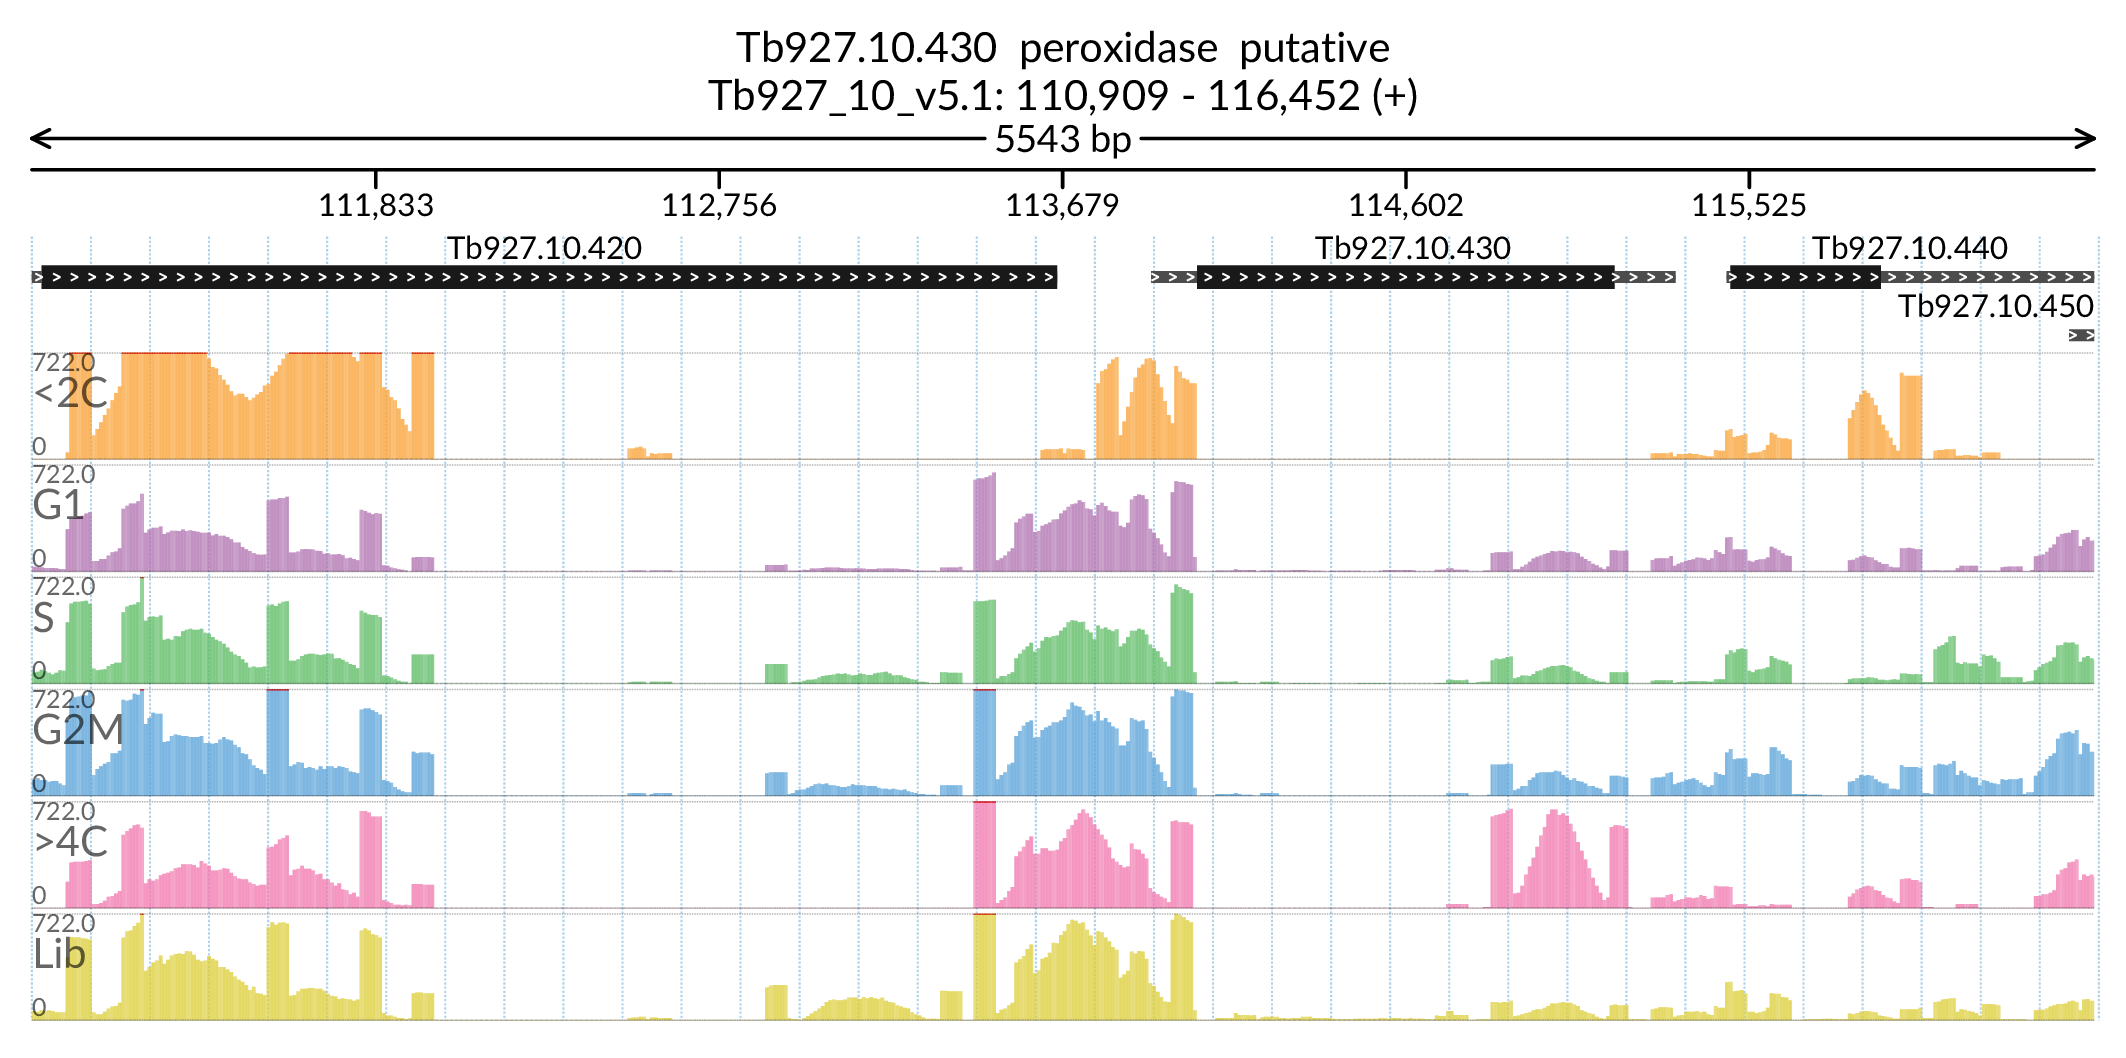 Tb927.10.430 peroxidase putative
Tb927_10_v5.1: 110,909 - 116,452 (+)
5543 bp
111,833 112,756 113,679 114,602 115,525
Tb927.10.420 Tb927.10.430 Tb927.10.440
Tb927.10.450
722.0
<2C
0
722.0
G1
0
722.0
S
0
722.0
G2M
0
722.0
>4C
0
722.0
Lib
0